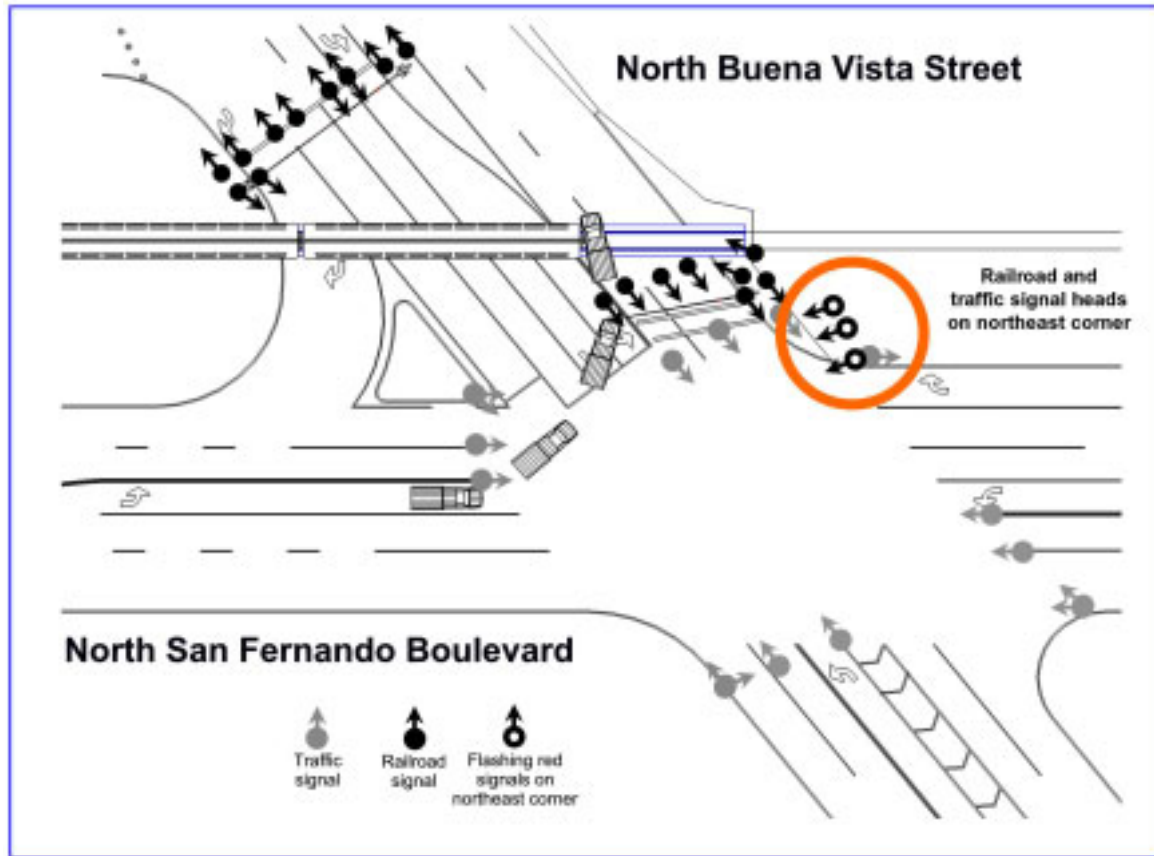 North Buena Vista Street
Railroad and
traffic signal heads
on northeast corner
North San Fernando Boulevard
Traffic
signal
Railroad
signal
Flashing red
signals on
northeast corner